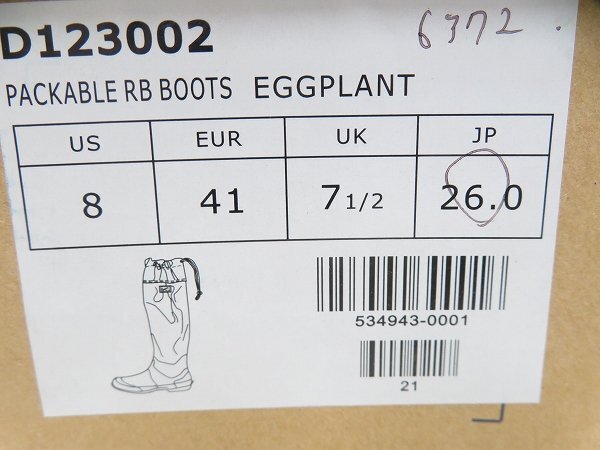 D123002
6372.
PACKABLE RB BOOTS EGGPLANT
US EUR UK JP
8 41 7 1/2 26.0
534943-0001
21